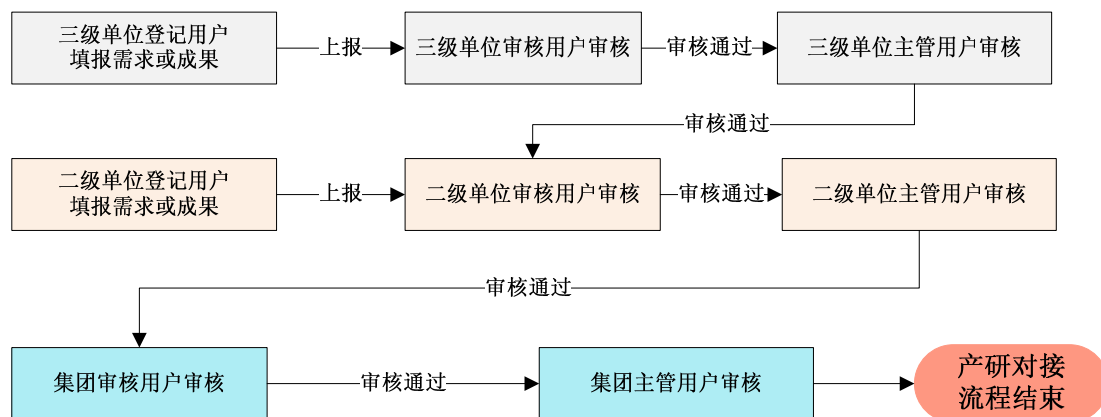 三级单位登记用户
填报需求或成果
上报
三级单位审核用户审核
审核通过
三级单位主管用户审核
审核通过
二级单位登记用户
填报需求或成果
上报
二级单位审核用户审核
审核通过
二级单位主管用户审核
审核通过
集团审核用户审核
审核通过
集团主管用户审核
产研对接
流程结束